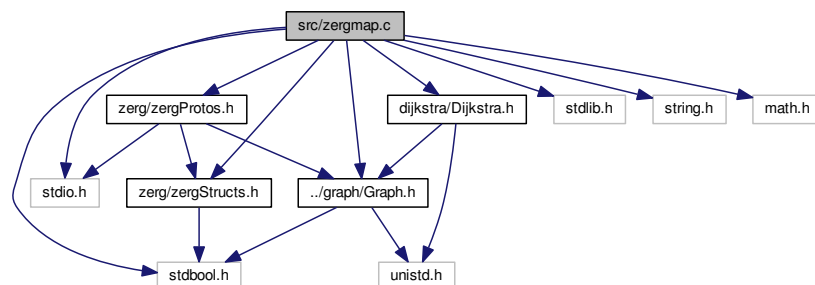 src/zergmap.c
zerg/zergProtos.h
dijkstra/Dijkstra.h
stdlib.h
string.h
math.h
stdio.h
zerg/zergStructs.h
../graph/Graph.h
stdbool.h
unistd.h